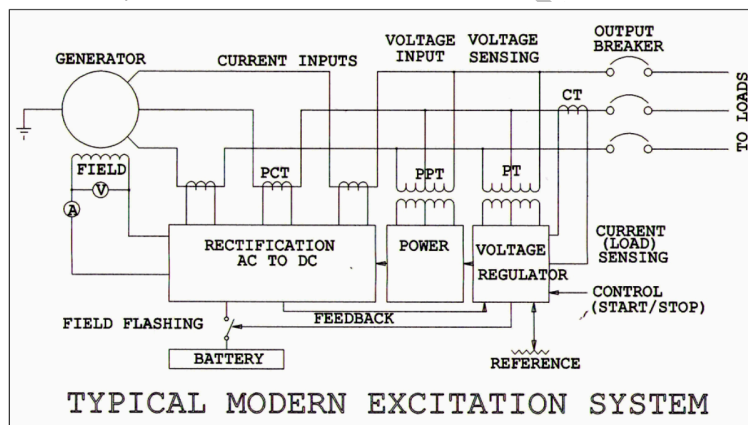 GENERATOR
CURRENT INPUTS
VOLTAGE
INPUT
VOLTAGE
SENSING
OUTPUT
BREAKER
CT
TO LOADS
FIELD
V
A
PCT
PPT
PT
RECTIFICATION
AC TO DC
POWER
VOLTAGE
REGULATOR
CURRENT
(LOAD)
SENSING
CONTROL
(START/STOP)
FIELD FLASHING
FEEDBACK
BATTERY
REFERENCE
TYPICAL MODERN EXCITATION SYSTEM